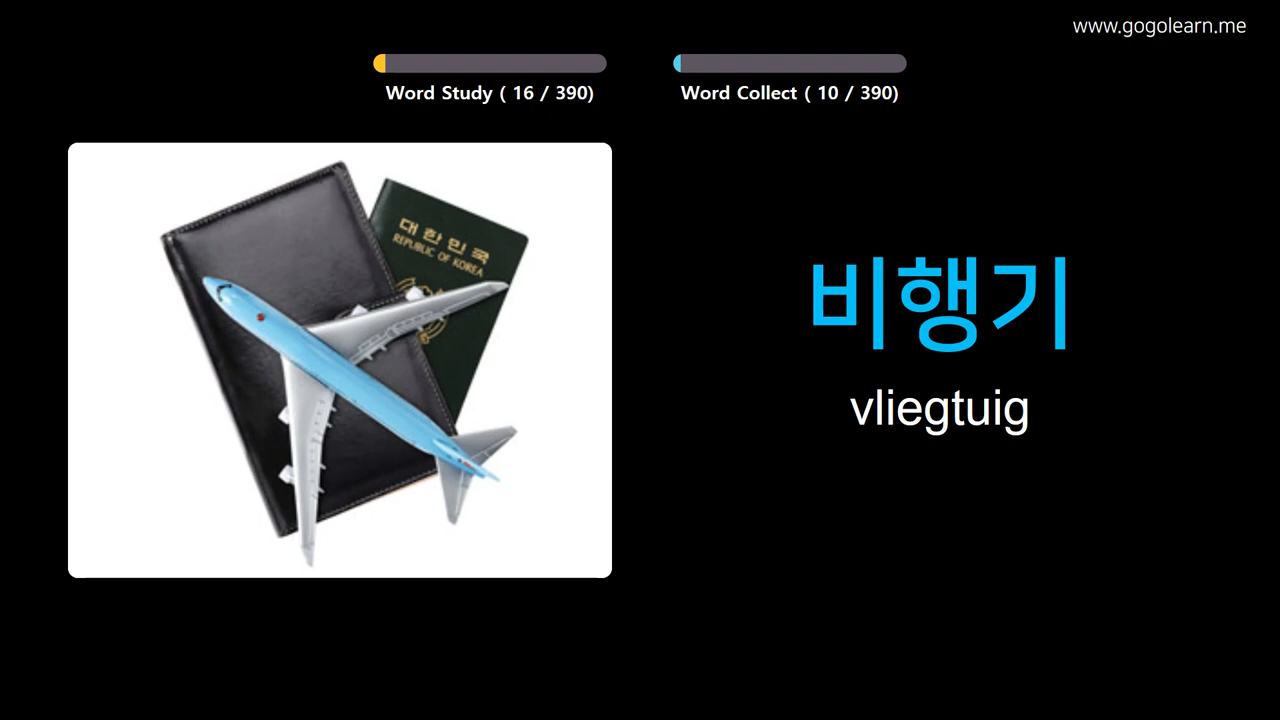 www.gogolearn.me
Word Study ( 16 / 390)
Word Collect ( 10 / 390)
대한민국
REPUBLIC OF KOREA
비행기
vliegtuig